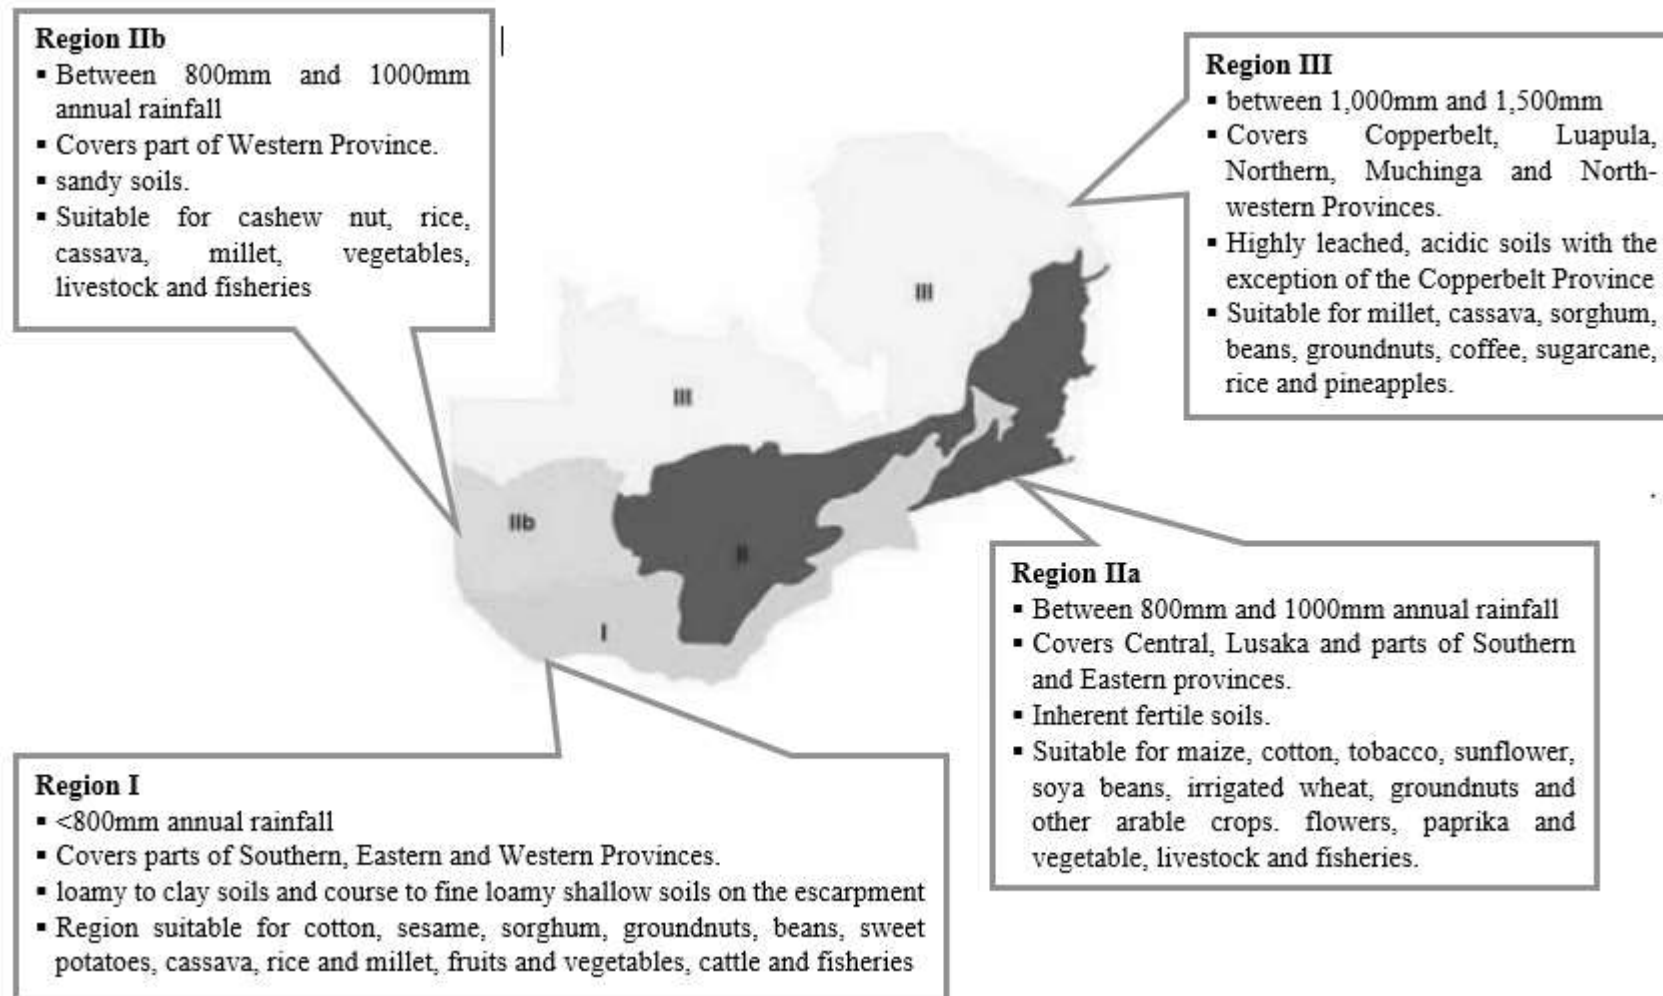 Region IIb
▪ Between 800mm and 1000mm
annual rainfall
▪ Covers part of Western Province.
▪ sandy soils.
▪ Suitable for cashew nut, rice,
cassava, millet, vegetables,
livestock and fisheries
Region III
▪ between 1,000mm and 1,500mm
▪ Covers Copperbelt, Luapula,
Northern, Muchinga and North-
western Provinces.
▪ Highly leached, acidic soils with the
exception of the Copperbelt Province
▪ Suitable for millet, cassava, sorghum,
beans, groundnuts, coffee, sugarcane,
rice and pineapples.
III
III
IIb
II
I
Region IIa
▪ Between 800mm and 1000mm annual rainfall
▪ Covers Central, Lusaka and parts of Southern
and Eastern provinces.
▪ Inherent fertile soils.
▪ Suitable for maize, cotton, tobacco, sunflower,
soya beans, irrigated wheat, groundnuts and
other arable crops. flowers, paprika and
vegetable, livestock and fisheries.
Region I
▪ <800mm annual rainfall
▪ Covers parts of Southern, Eastern and Western Provinces.
▪ loamy to clay soils and course to fine loamy shallow soils on the escarpment
▪ Region suitable for cotton, sesame, sorghum, groundnuts, beans, sweet
potatoes, cassava, rice and millet, fruits and vegetables, cattle and fisheries